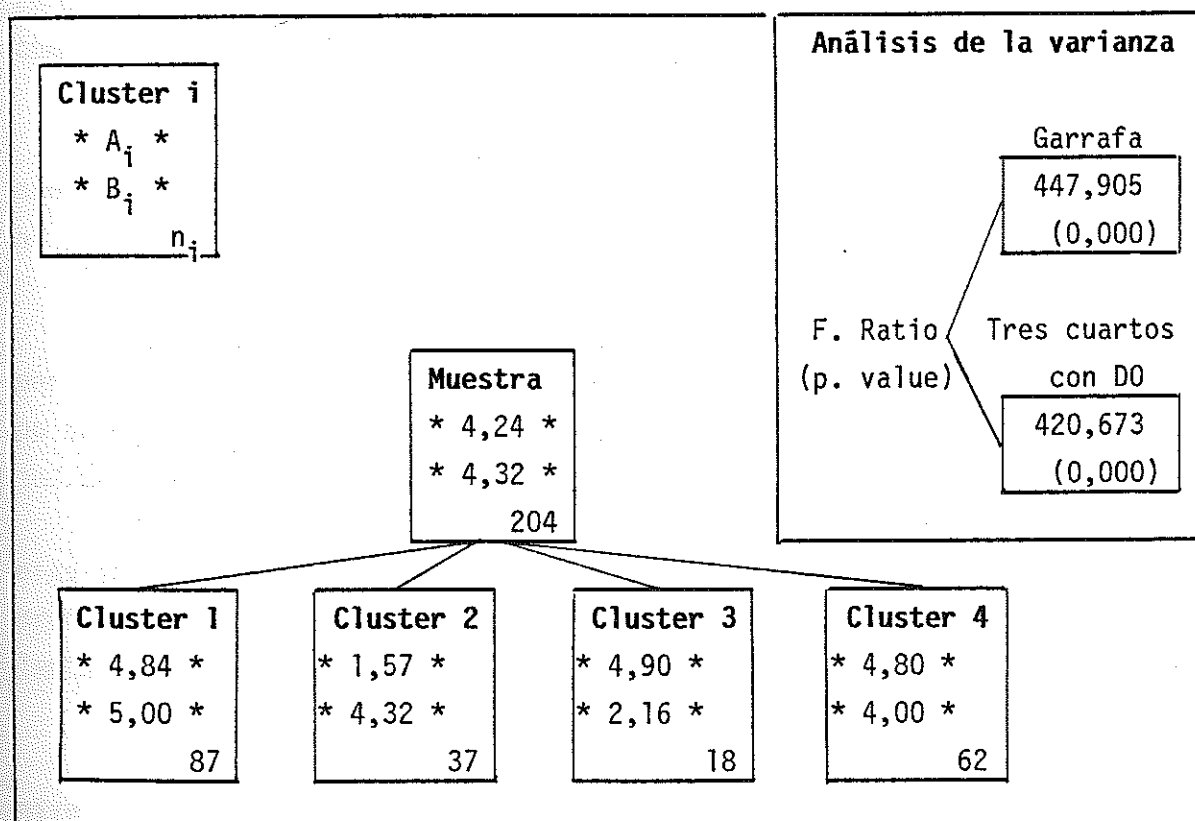 Análisis de la varianza
Cluster i
* A_i *
* B_i *
n_i
Garrafa
447,905
(0,000)
F. Ratio
(p. value)
Tres cuartos
con DO
420,673
(0,000)
Muestra
* 4,24 *
* 4,32 *
204
Cluster 1
* 4,84 *
* 5,00 *
87
Cluster 2
* 1,57 *
* 4,32 *
37
Cluster 3
* 4,90 *
* 2,16 *
18
Cluster 4
* 4,80 *
* 4,00 *
62